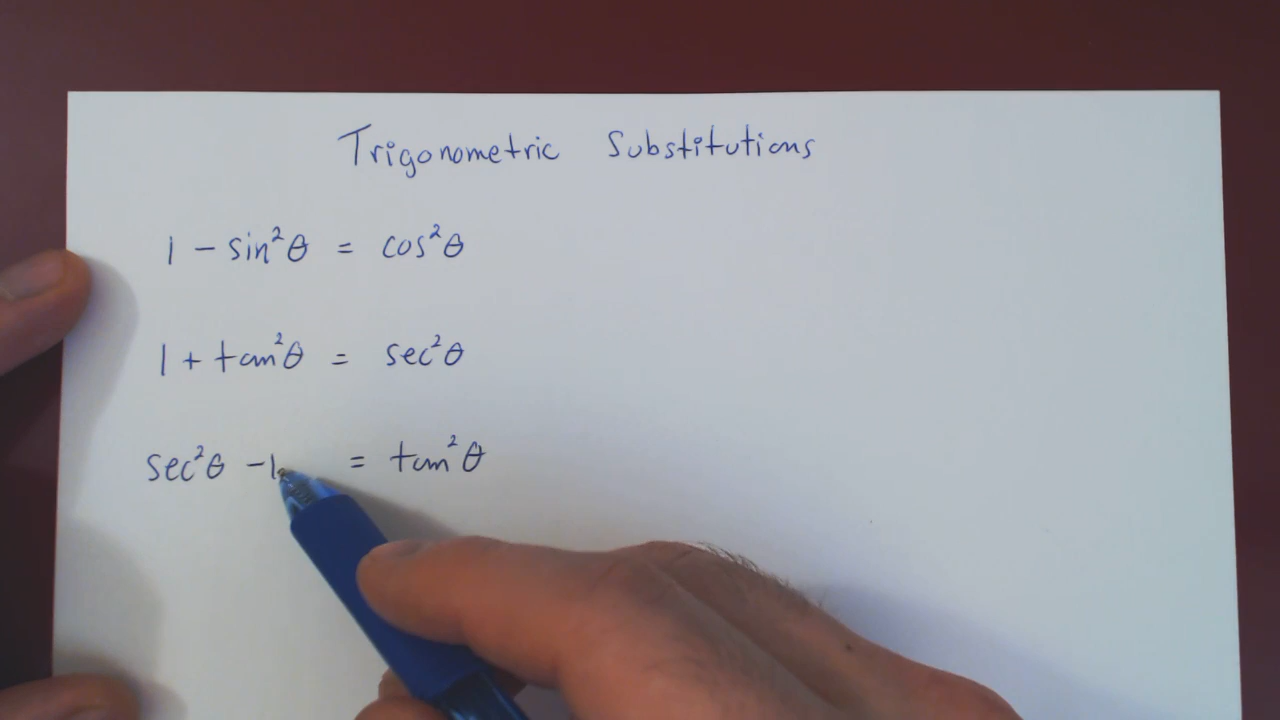 Trigonometric Substitutions
1 - sin²θ = cos²θ
1 + tan²θ = sec²θ
sec²θ - 1 = tan²θ